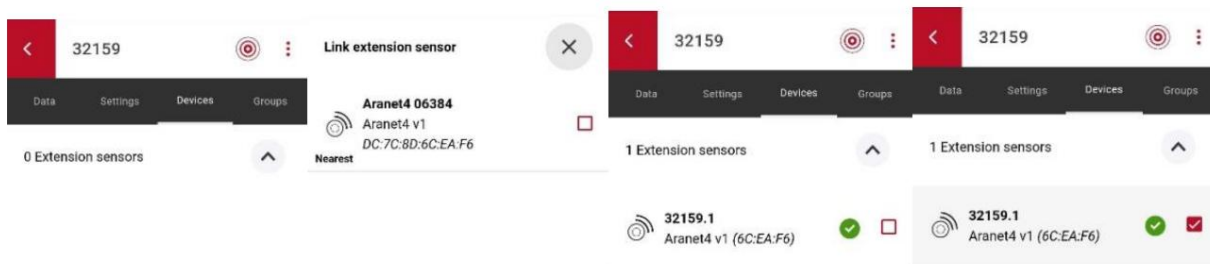 32159
Data Settings Devices Groups
0 Extension sensors
Link extension sensor
Aranet4 06384
Aranet4 v1
DC:7C:8D:6C:EA:F6
Nearest
32159
Data Settings Devices Groups
1 Extension sensors
32159.1
Aranet4 v1 (6C:EA:F6)
32159
Data Settings Devices Groups
1 Extension sensors
32159.1
Aranet4 v1 (6C:EA:F6)